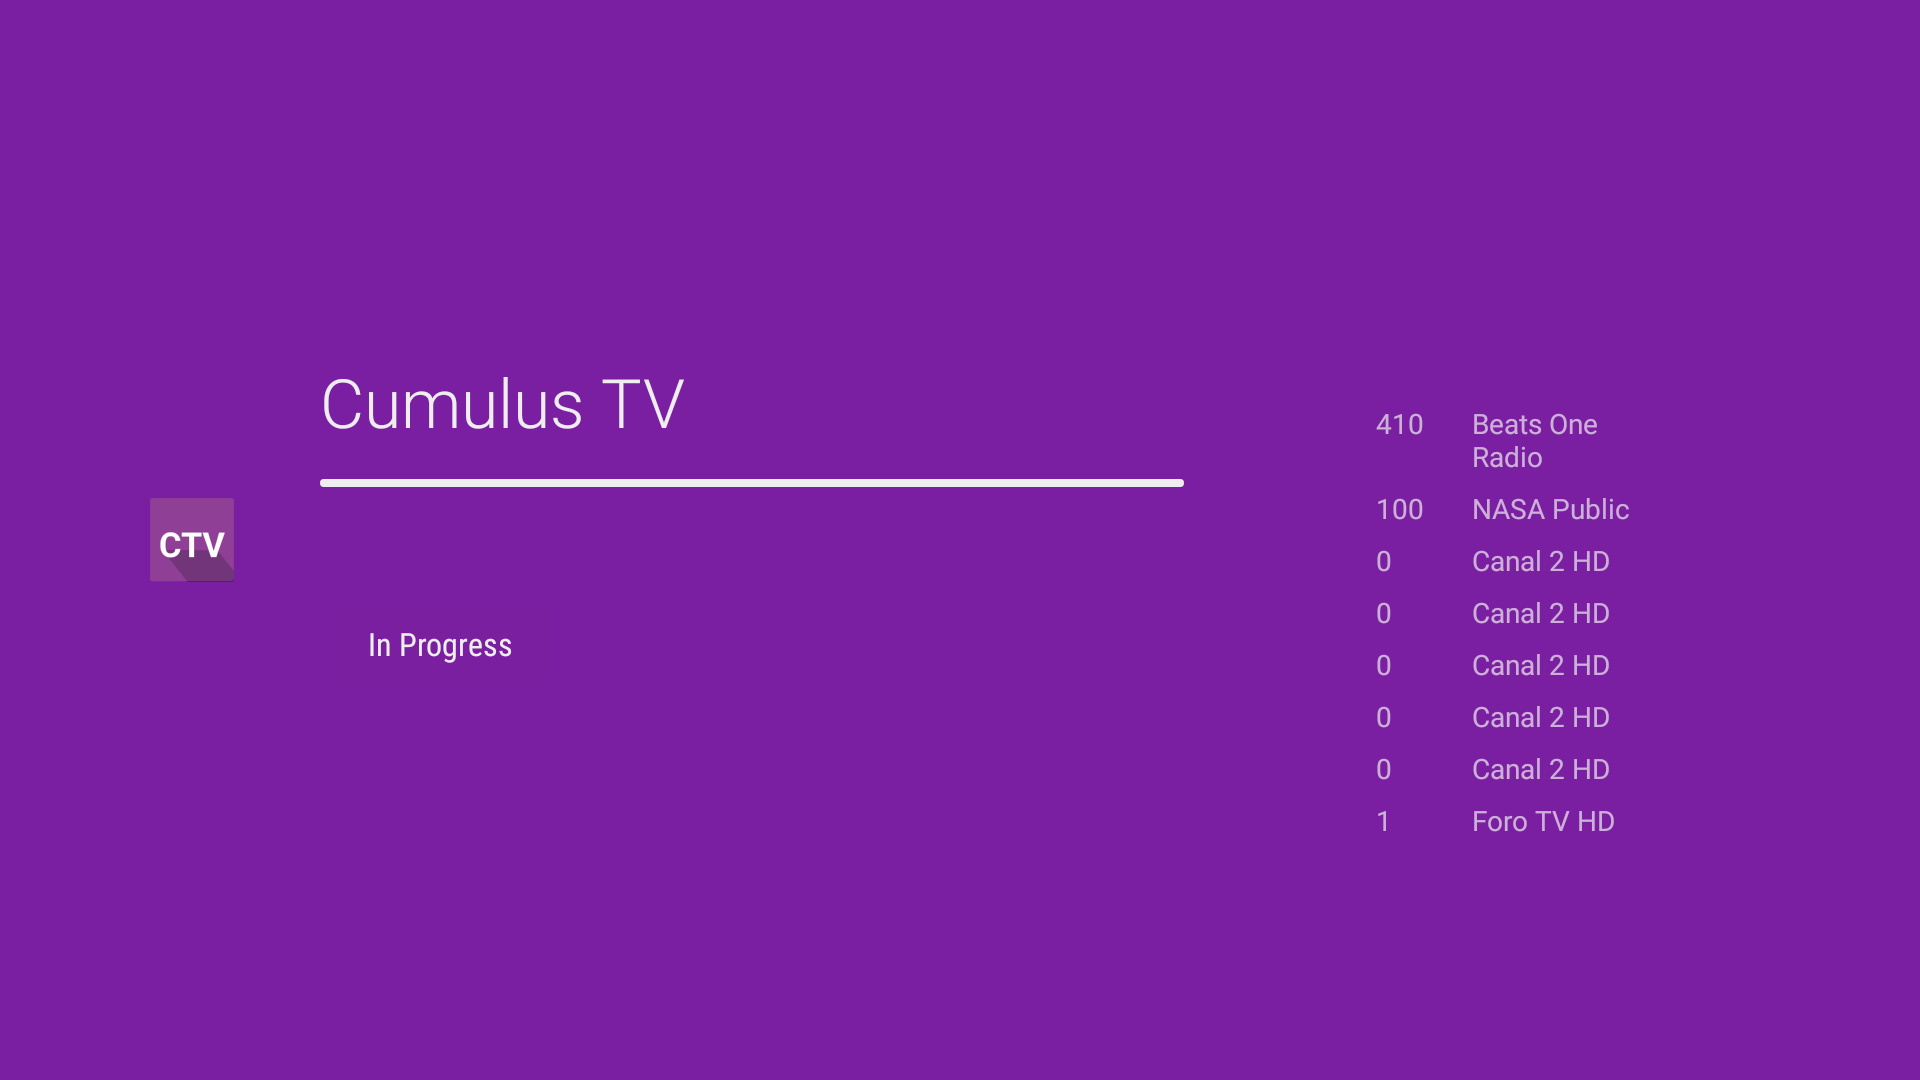 Cumulus TV
CTV
In Progress
410 Beats One
Radio
100 NASA Public
0 Canal 2 HD
0 Canal 2 HD
0 Canal 2 HD
0 Canal 2 HD
0 Canal 2 HD
1 Foro TV HD